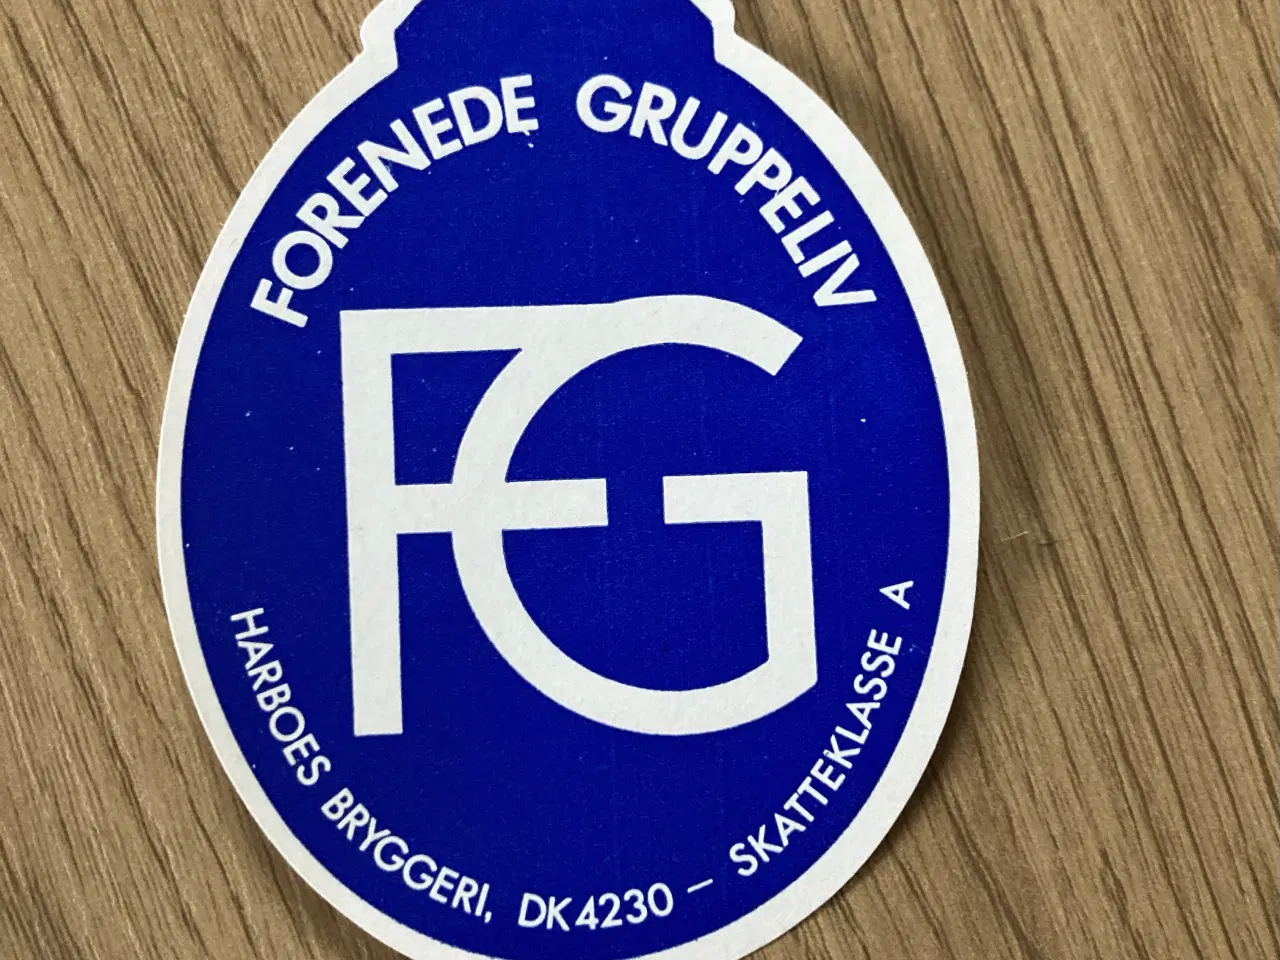 FORENEDE GRUPPELIV
FG
HARBOES BRYGGERI, DK4230 – SKATTEKLASSE A